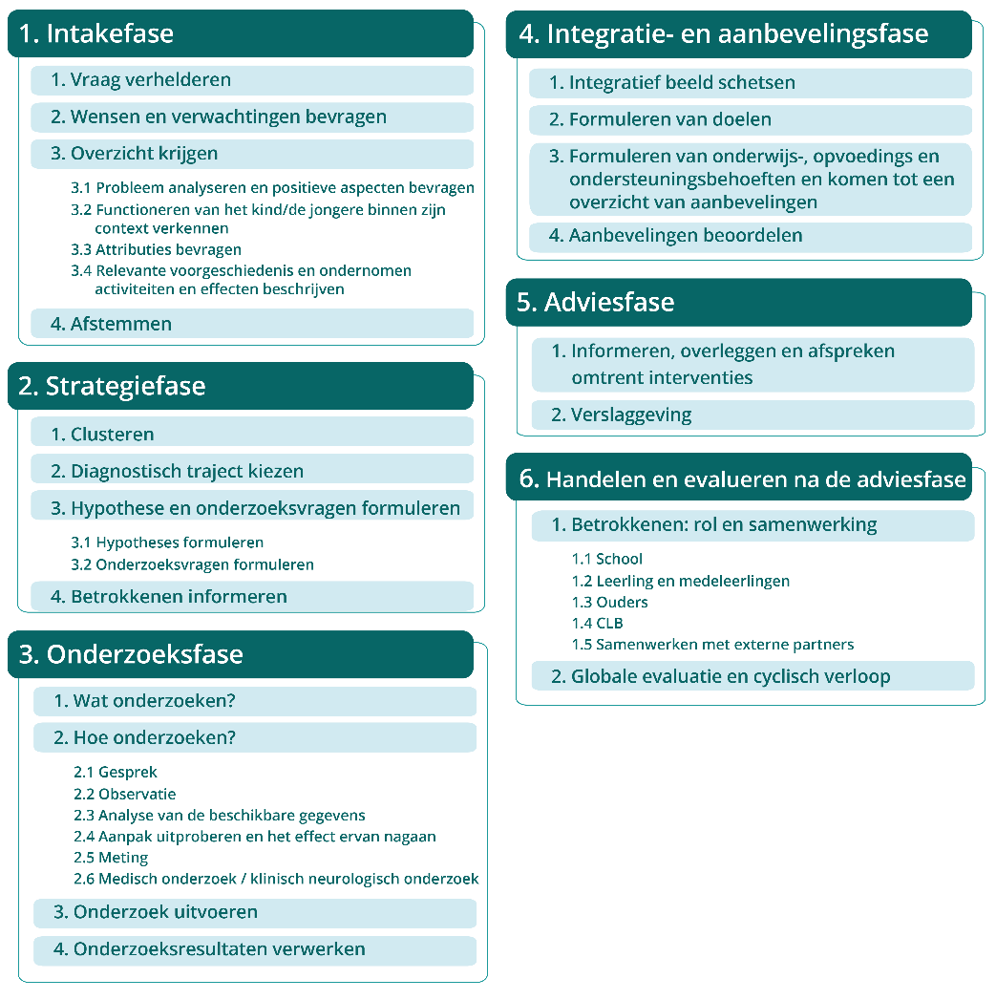 1. Intakefase
1. Vraag verhelderen
2. Wensen en verwachtingen bevragen
3. Overzicht krijgen
3.1 Probleem analyseren en positieve aspecten bevragen
3.2 Functioneren van het kind/de jongere binnen zijn
context verkennen
3.3 Attributies bevragen
3.4 Relevante voorgeschiedenis en ondernomen
activiteiten en effecten beschrijven
4. Afstemmen
2. Strategiefase
1. Clusteren
2. Diagnostisch traject kiezen
3. Hypothese en onderzoeksvragen formuleren
3.1 Hypotheses formuleren
3.2 Onderzoeksvragen formuleren
4. Betrokkenen informeren
3. Onderzoeksfase
1. Wat onderzoeken?
2. Hoe onderzoeken?
2.1 Gesprek
2.2 Observatie
2.3 Analyse van de beschikbare gegevens
2.4 Aanpak uitproberen en het effect ervan nagaan
2.5 Meting
2.6 Medisch onderzoek / klinisch neurologisch onderzoek
3. Onderzoek uitvoeren
4. Onderzoeksresultaten verwerken
4. Integratie- en aanbevelingsfase
1. Integratief beeld schetsen
2. Formuleren van doelen
3. Formuleren van onderwijs-, opvoedings en
ondersteuningsbehoeften en komen tot een
overzicht van aanbevelingen
4. Aanbevelingen beoordelen
5. Adviesfase
1. Informeren, overleggen en afspreken
omtrent interventies
2. Verslaggeving
6. Handelen en evalueren na de adviesfase
1. Betrokkenen: rol en samenwerking
1.1 School
1.2 Leerling en medeleerlingen
1.3 Ouders
1.4 CLB
1.5 Samenwerken met externe partners
2. Globale evaluatie en cyclisch verloop